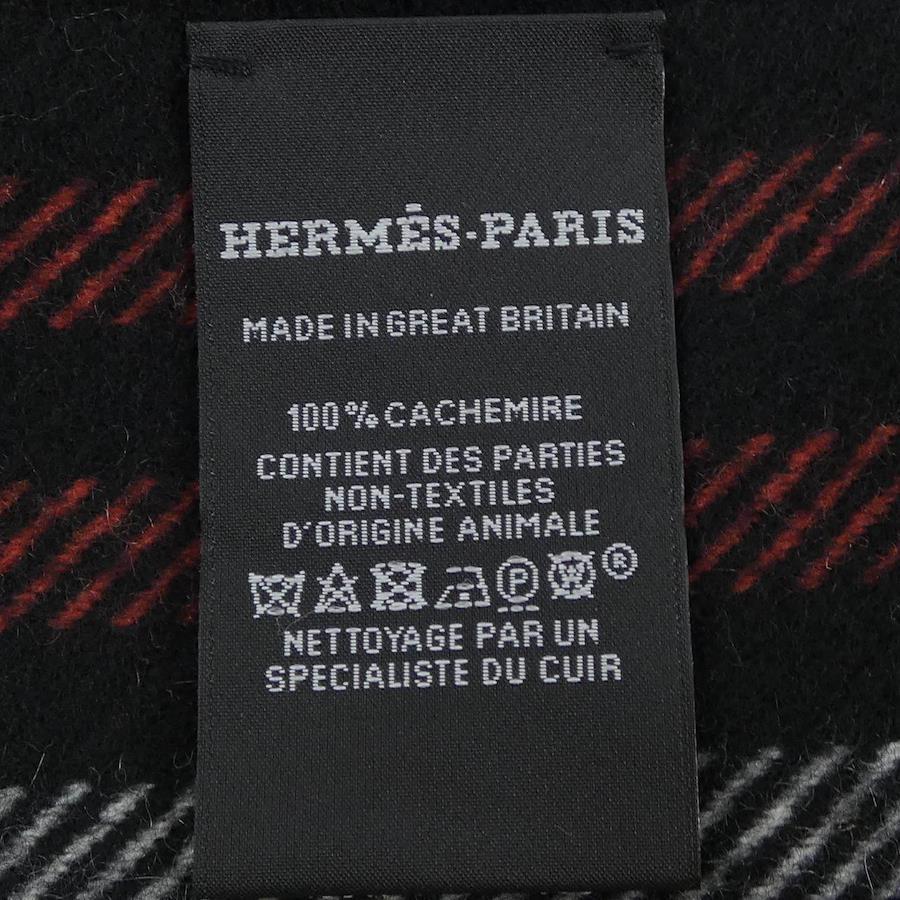 HERMÈS-PARIS
MADE IN GREAT BRITAIN
100% CACHEMIRE
CONTIENT DES PARTIES
NON-TEXTILES
D'ORIGINE ANIMALE
P W ®
NETTOYAGE PAR UN
SPECIALISTE DU CUIR